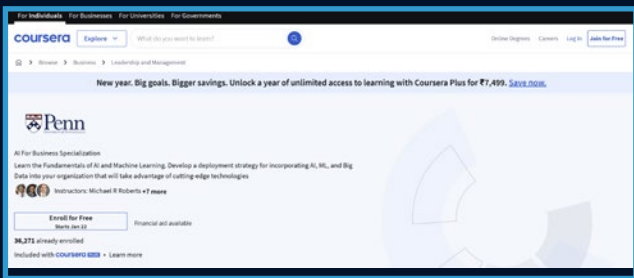 For Individuals For Businesses For Universities For Governments
coursera Explore What do you want to learn? Online Degrees Careers Log In Join for Free
Browse > Business > Leadership and Management
New year. Big goals. Bigger savings. Unlock a year of unlimited access to learning with Coursera Plus for ₹7,499. Save now.
Penn
AI For Business Specialization
Learn the Fundamentals of AI and Machine Learning. Develop a deployment strategy for incorporating AI, ML, and Big
Data into your organization that will take advantage of cutting-edge technologies
Instructors: Michael R Roberts +7 more
Enroll for Free
Starts Jan 13
Financial aid available
36,271 already enrolled
Included with coursera PLUS • Learn more